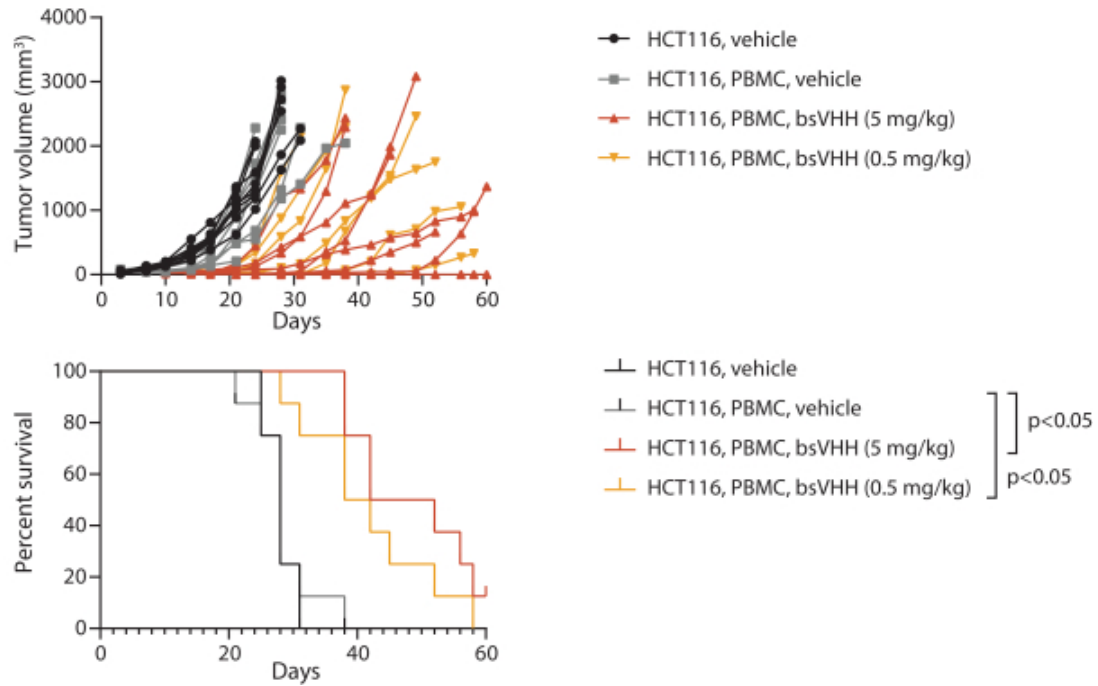 4000
3000
2000
1000
0
Tumor volume (mm³)
0 10 20 30 40 50 60
Days
HCT116, vehicle
HCT116, PBMC, vehicle
HCT116, PBMC, bsVHH (5 mg/kg)
HCT116, PBMC, bsVHH (0.5 mg/kg)
100
80
60
40
20
0
Percent survival
0 20 40 60
Days
HCT116, vehicle
HCT116, PBMC, vehicle
HCT116, PBMC, bsVHH (5 mg/kg)
HCT116, PBMC, bsVHH (0.5 mg/kg)
p<0.05
p<0.05